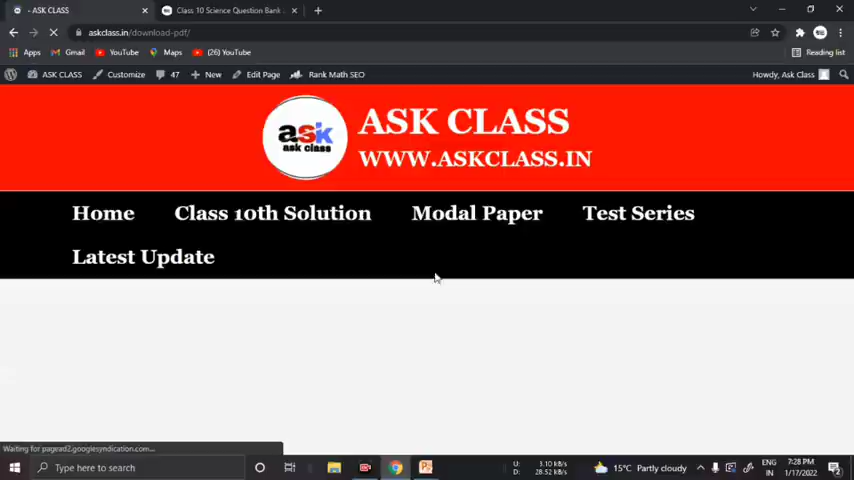 - ASK CLASS
Class 10 Science Question Bank
askclass.in/download-pdf/
Apps Gmail YouTube Maps (26) YouTube Reading list
ASK CLASS Customize 47 New Edit Page Rank Math SEO Howdy, Ask Class
ask
ask class
ASK CLASS
WWW.ASKCLASS.IN
Home Class 10th Solution Modal Paper Test Series
Latest Update
Waiting for pagead2.googlesyndication.com...
Type here to search
U: 3.10 kB/s
D: 28.52 kB/s
15°C Partly cloudy
ENG
IN
7:28 PM
1/17/2022